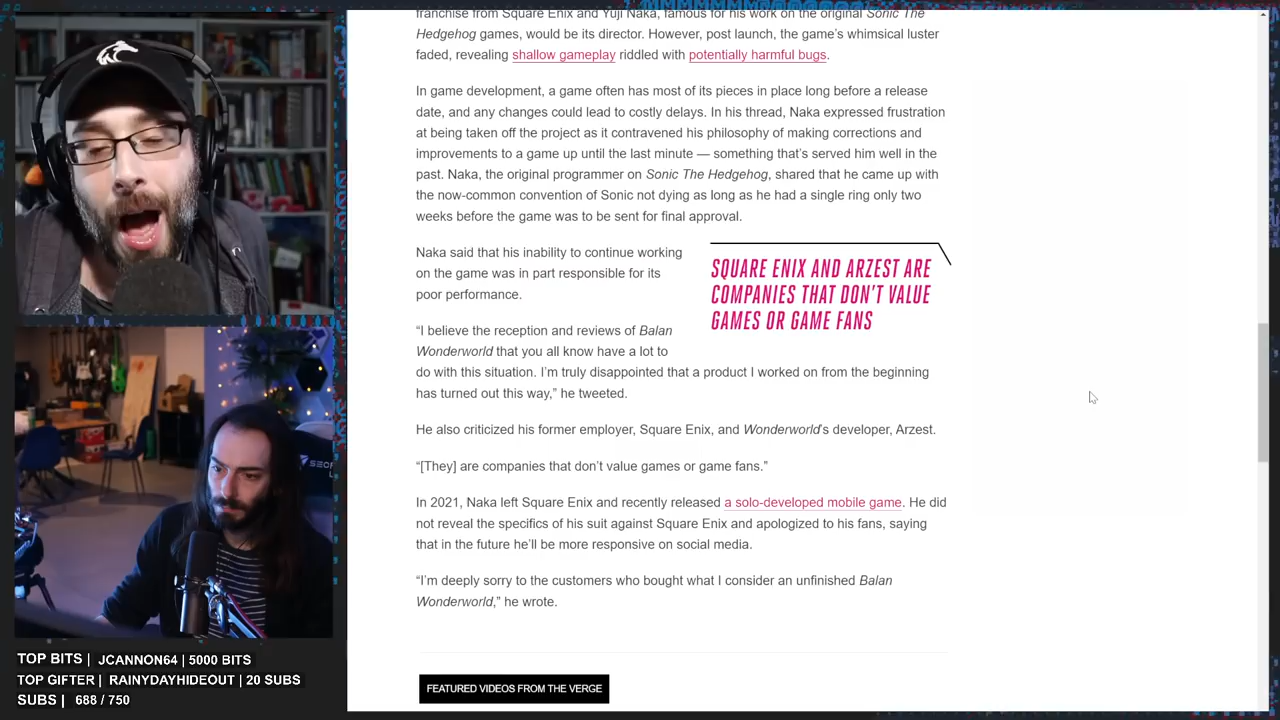 franchise from Square Enix and Yuji Naka, famous for his work on the original Sonic The
Hedgehog games, would be its director. However, post launch, the game's whimsical luster
faded, revealing shallow gameplay riddled with potentially harmful bugs.
In game development, a game often has most of its pieces in place long before a release
date, and any changes could lead to costly delays. In his thread, Naka expressed frustration
at being taken off the project as it contravened his philosophy of making corrections and
improvements to a game up until the last minute — something that's served him well in the
past. Naka, the original programmer on Sonic The Hedgehog, shared that he came up with
the now-common convention of Sonic not dying as long as he had a single ring only two
weeks before the game was to be sent for final approval.
Naka said that his inability to continue working
on the game was in part responsible for its
poor performance.
SQUARE ENIX AND ARZEST ARE
COMPANIES THAT DON'T VALUE
GAMES OR GAME FANS
“I believe the reception and reviews of Balan
Wonderworld that you all know have a lot to
do with this situation. I'm truly disappointed that a product I worked on from the beginning
has turned out this way,” he tweeted.
He also criticized his former employer, Square Enix, and Wonderworld's developer, Arzest.
“[They] are companies that don't value games or game fans.”
In 2021, Naka left Square Enix and recently released a solo-developed mobile game. He did
not reveal the specifics of his suit against Square Enix and apologized to his fans, saying
that in the future he'll be more responsive on social media.
“I'm deeply sorry to the customers who bought what I consider an unfinished Balan
Wonderworld,” he wrote.
FEATURED VIDEOS FROM THE VERGE
TOP BITS | JCANNON64 | 5000 BITS
TOP GIFTER | RAINYDAYHIDEOUT | 20 SUBS
SUBS | 688 / 750